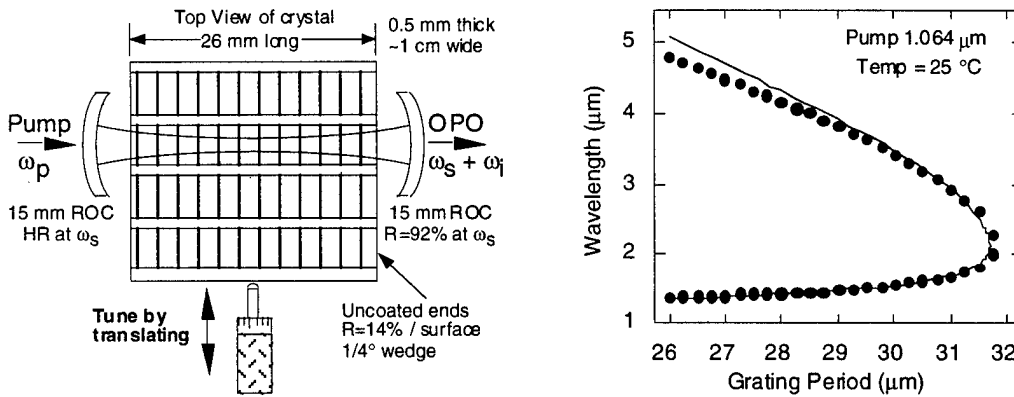 Top View of crystal
26 mm long
0.5 mm thick
~1 cm wide
Pump
ωp
OPO
ωs + ωi
15 mm ROC
HR at ωs
15 mm ROC
R=92% at ωs
Tune by
translating
Uncoated ends
R=14% / surface
1/4° wedge
Pump 1.064 μm
Temp = 25 °C
Wavelength (μm)
5
4
3
2
1
26 27 28 29 30 31 32
Grating Period (μm)